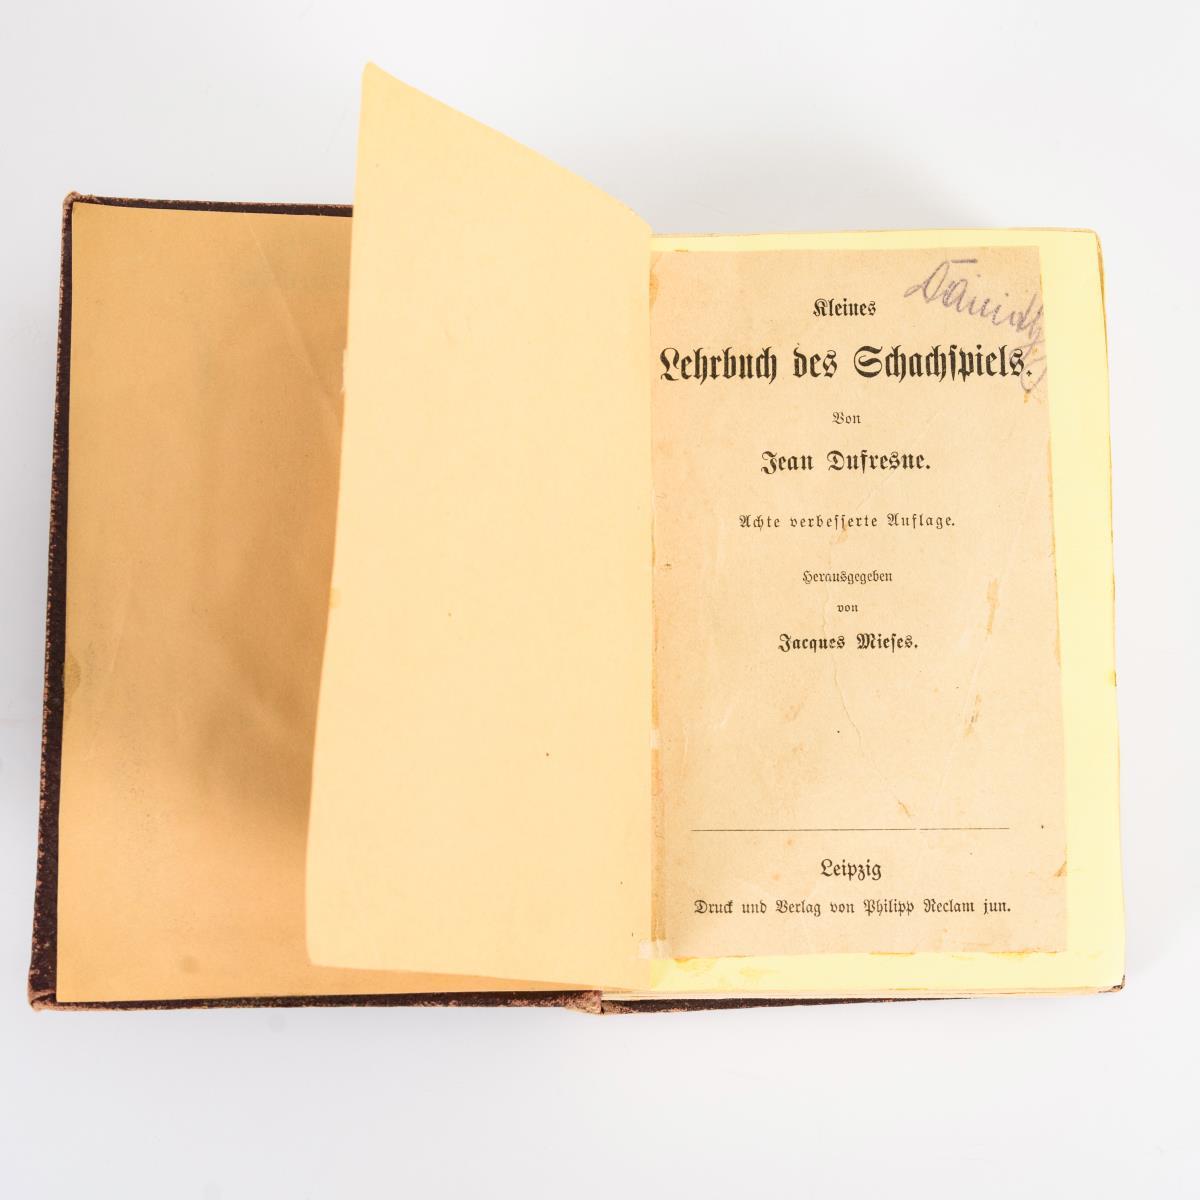 Kleines
Lehrbuch des Schachſpiels.
Von
Jean Dufresne.
Achte verbeſſerte Auflage.
Herausgegeben
von
Jacques Mieſes.
Leipzig
Druck und Verlag von Philipp Reclam jun.